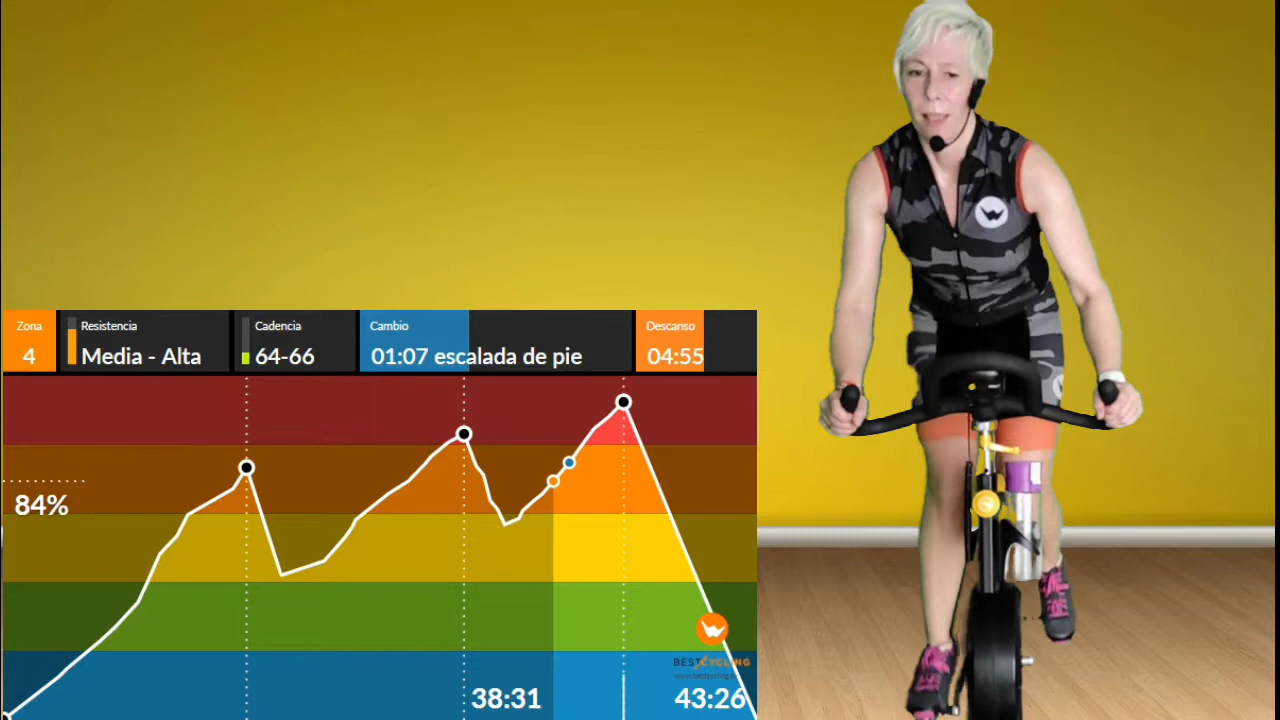 Zona
4
Resistencia
Media - Alta
Cadencia
64-66
Cambio
01:07 escalada de pie
Descanso
04:55
84%
BESTCYCLING
38:31
43:26